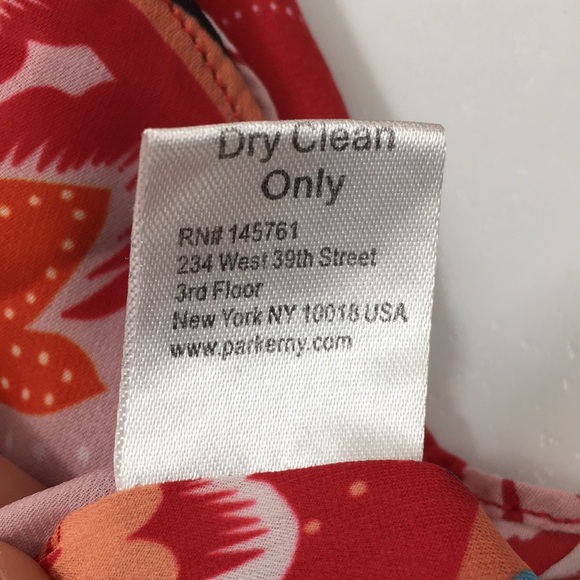 Dry Clean
Only
RN# 145761
234 West 39th Street
3rd Floor
New York NY 10018 USA
www.parkerny.com